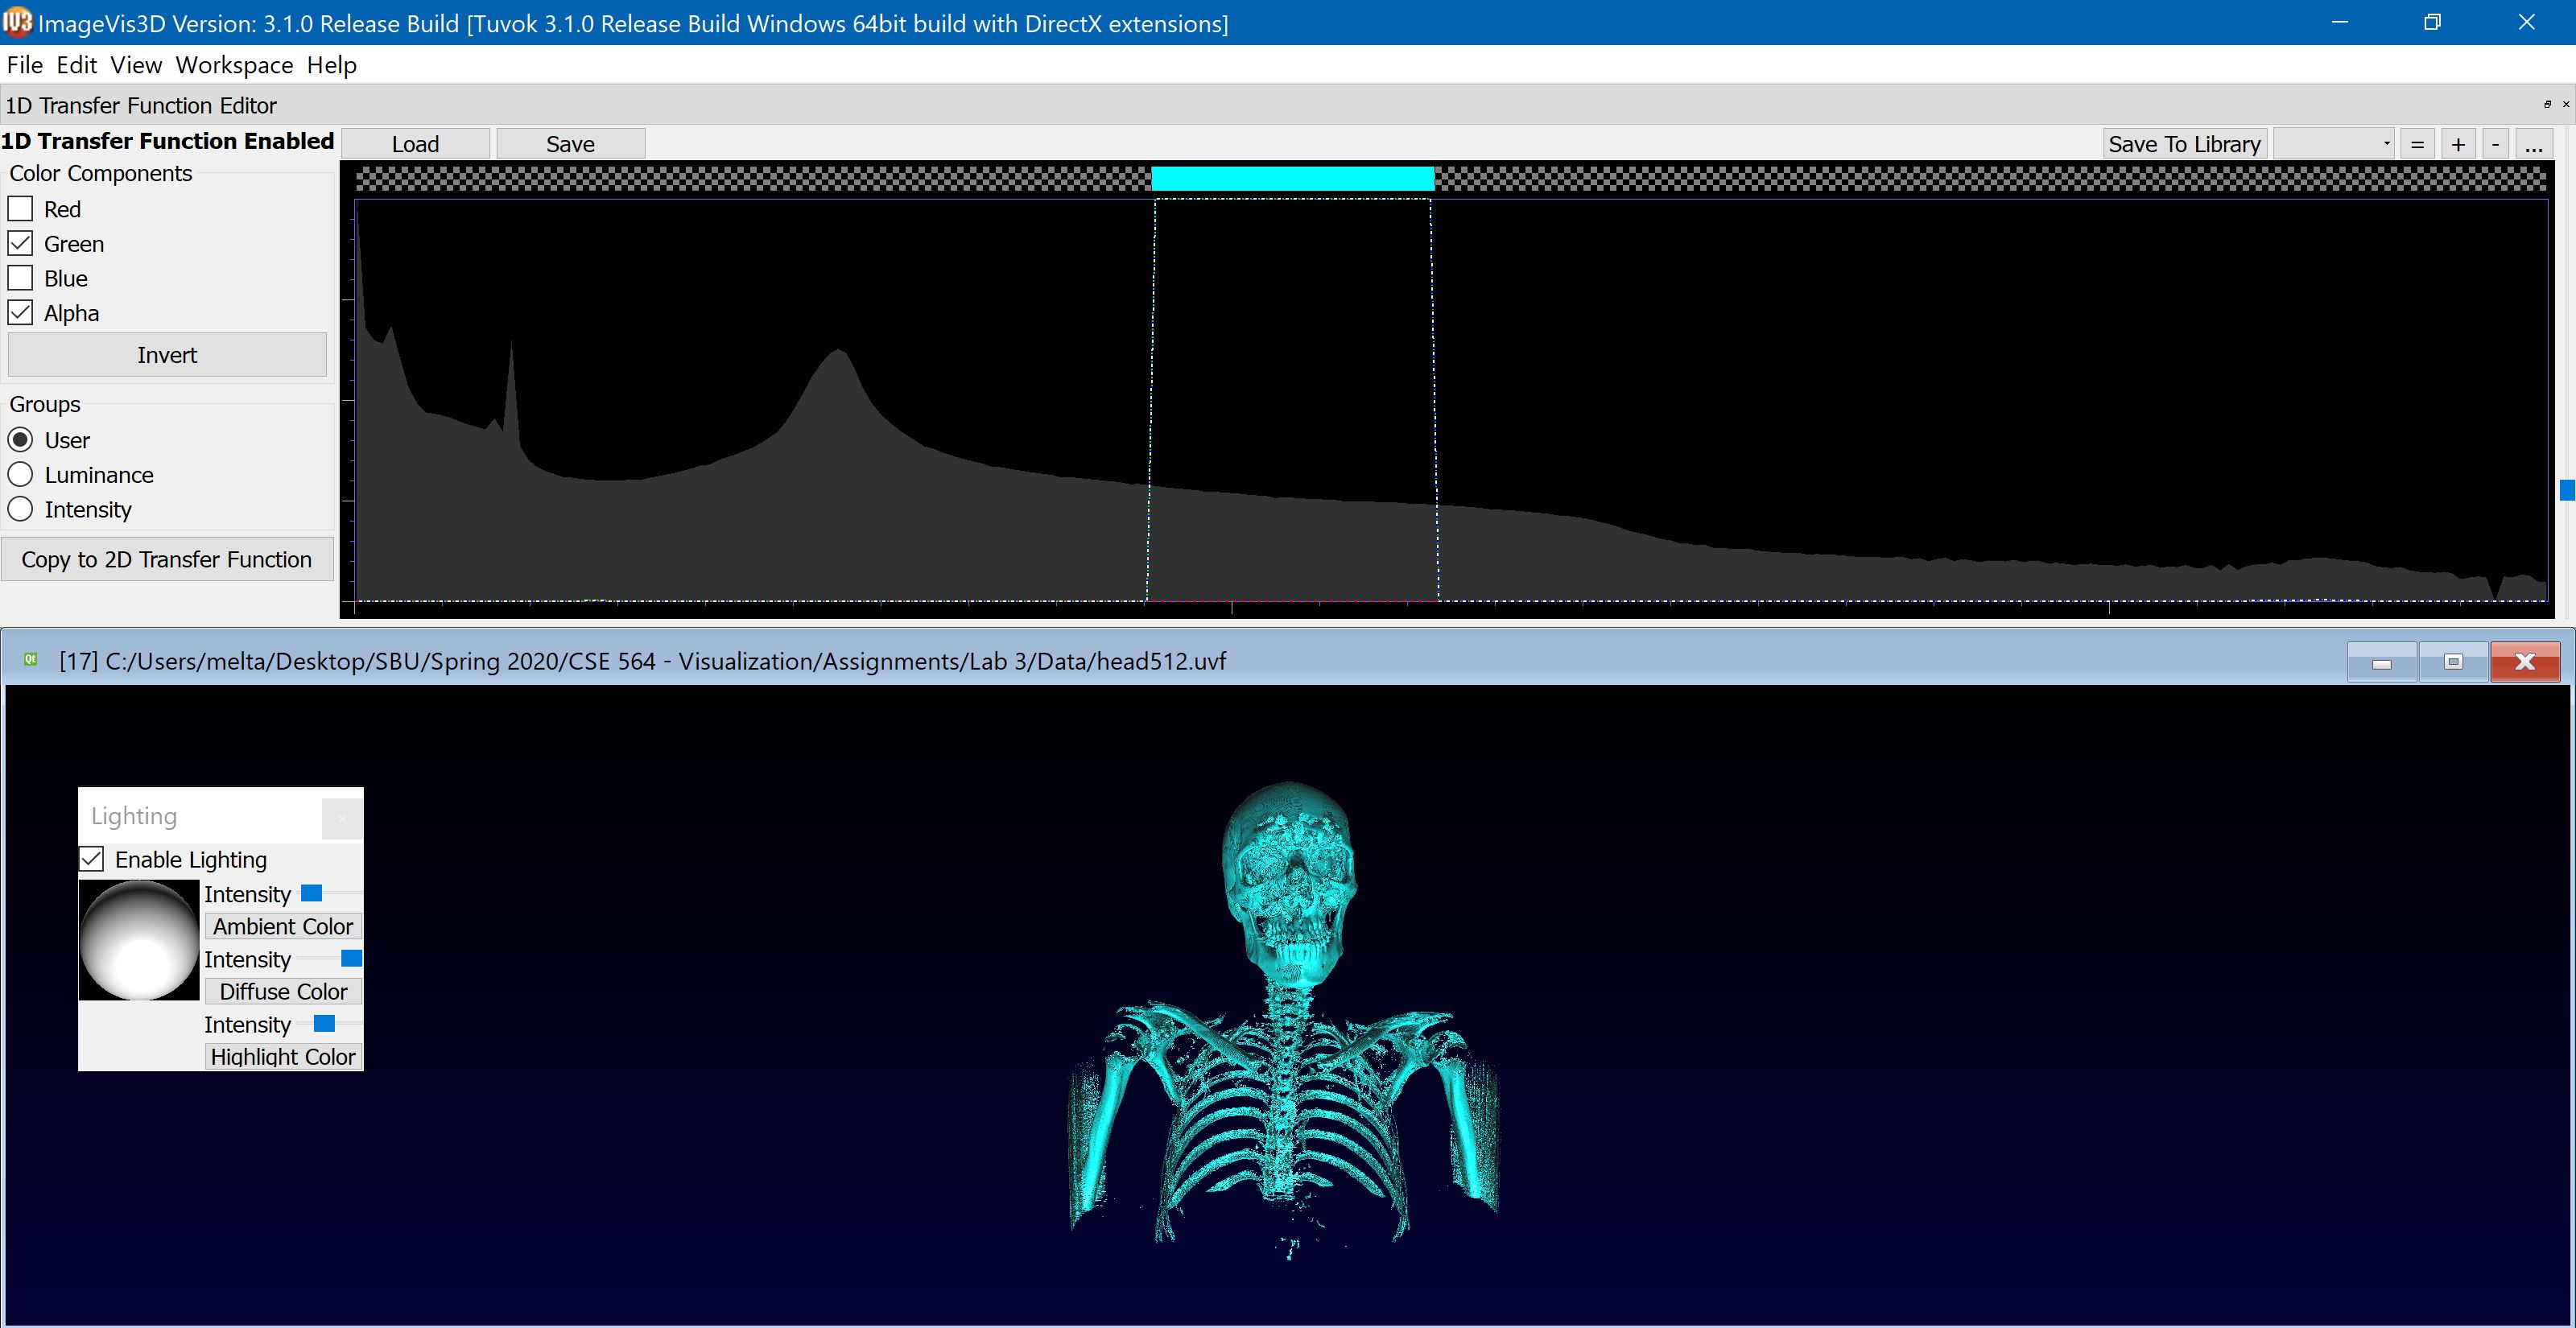 ImageVis3D Version: 3.1.0 Release Build [Tuvok 3.1.0 Release Build Windows 64bit build with DirectX extensions]
File Edit View Workspace Help
1D Transfer Function Editor
1D Transfer Function Enabled Load Save Save To Library = + - ...
Color Components
Red
Green
Blue
Alpha
Invert
Groups
User
Luminance
Intensity
Copy to 2D Transfer Function
Qt [17] C:/Users/melta/Desktop/SBU/Spring 2020/CSE 564 - Visualization/Assignments/Lab 3/Data/head512.uvf
Lighting
Enable Lighting
Intensity
Ambient Color
Intensity
Diffuse Color
Intensity
Highlight Color